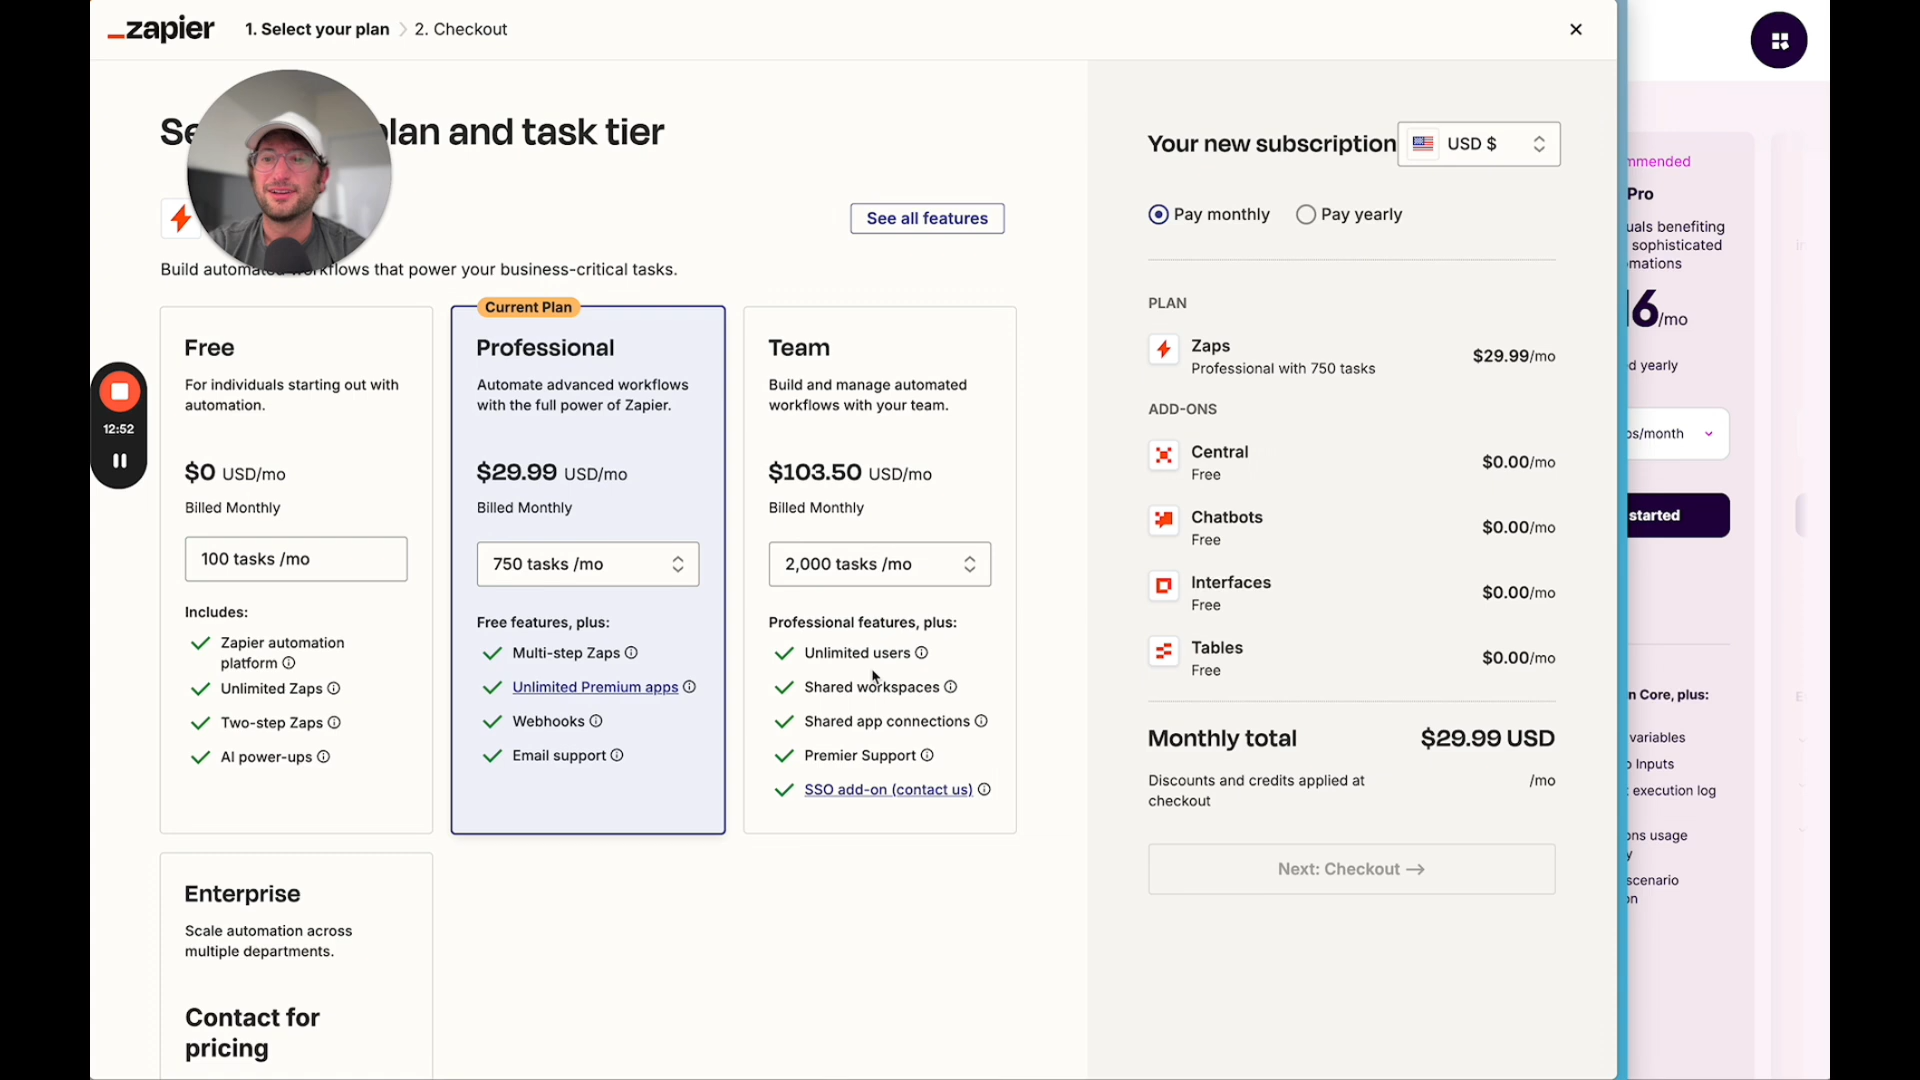 zapier
1. Select your plan
2. Checkout
lan and task tier
See all features
Build automated workflows that power your business-critical tasks.
Free
For individuals starting out with
automation.
$0 USD/mo
Billed Monthly
100 tasks /mo
Includes:
Zapier automation
platform
Unlimited Zaps
Two-step Zaps
AI power-ups
Current Plan
Professional
Automate advanced workflows
with the full power of Zapier.
$29.99 USD/mo
Billed Monthly
750 tasks /mo
Free features, plus:
Multi-step Zaps
Unlimited Premium apps
Webhooks
Email support
Team
Build and manage automated
workflows with your team.
$103.50 USD/mo
Billed Monthly
2,000 tasks /mo
Professional features, plus:
Unlimited users
Shared workspaces
Shared app connections
Premier Support
SSO add-on (contact us)
Enterprise
Scale automation across
multiple departments.
Contact for
pricing
12:52
Your new subscription
USD $
Pay monthly
Pay yearly
PLAN
Zaps
Professional with 750 tasks
$29.99/mo
ADD-ONS
Central
Free
$0.00/mo
Chatbots
Free
$0.00/mo
Interfaces
Free
$0.00/mo
Tables
Free
$0.00/mo
Monthly total
$29.99 USD
Discounts and credits applied at
checkout
/mo
Next: Checkout →
mmended
Pro
uals benefiting
sophisticated
mations
6/mo
d yearly
ps/month
started
n Core, plus:
variables
Inputs
execution log
ons usage
y
scenario
on